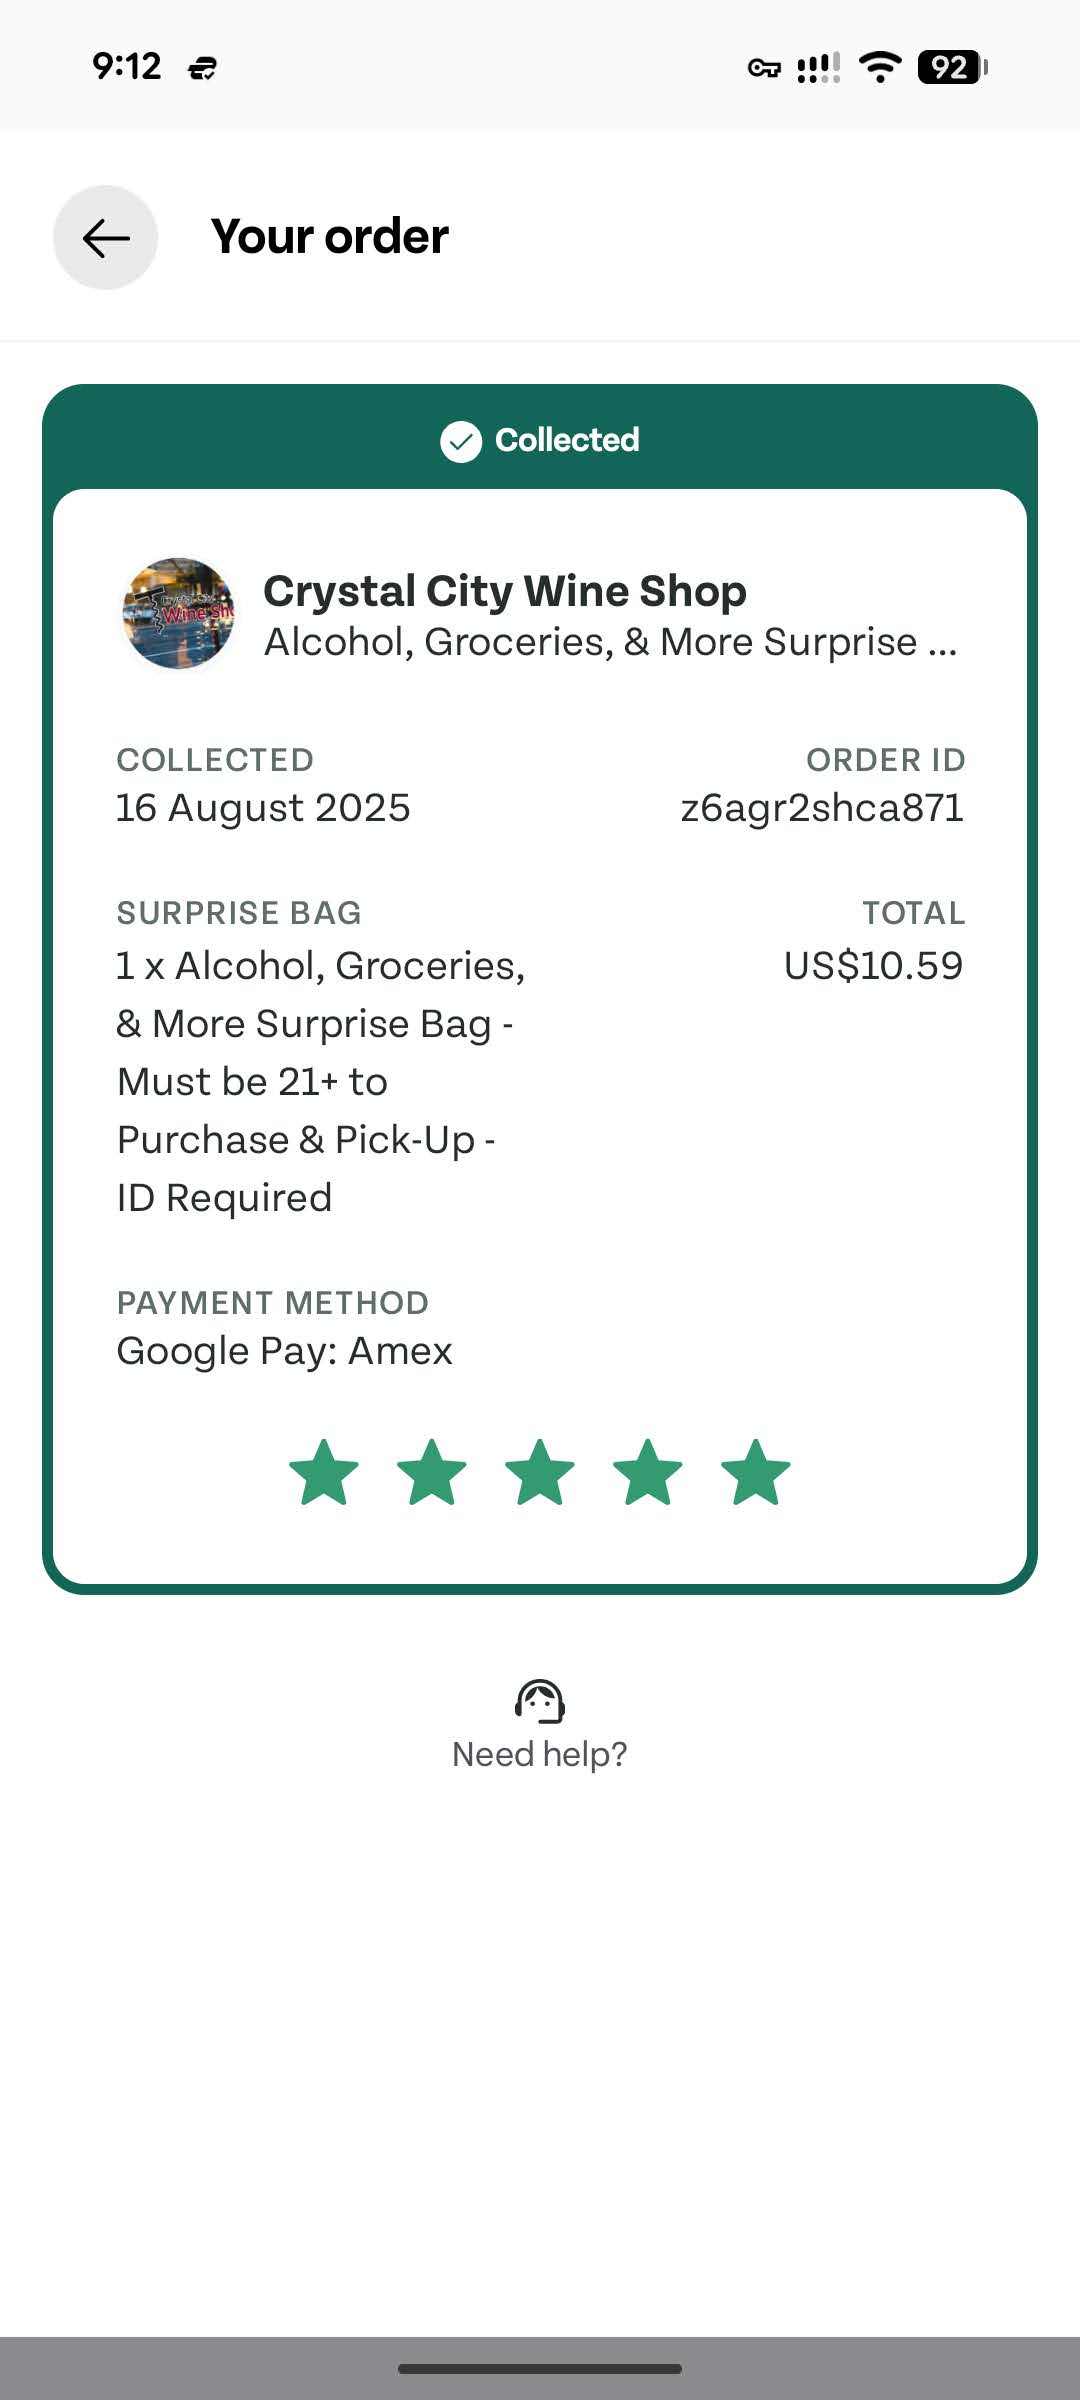 9:12
92
Your order
Collected
Crystal City Wine Shop
Alcohol, Groceries, & More Surprise ...
COLLECTED
ORDER ID
16 August 2025
z6agr2shca871
SURPRISE BAG
TOTAL
1 x Alcohol, Groceries,
US$10.59
& More Surprise Bag -
Must be 21+ to
Purchase & Pick-Up -
ID Required
PAYMENT METHOD
Google Pay: Amex
Need help?